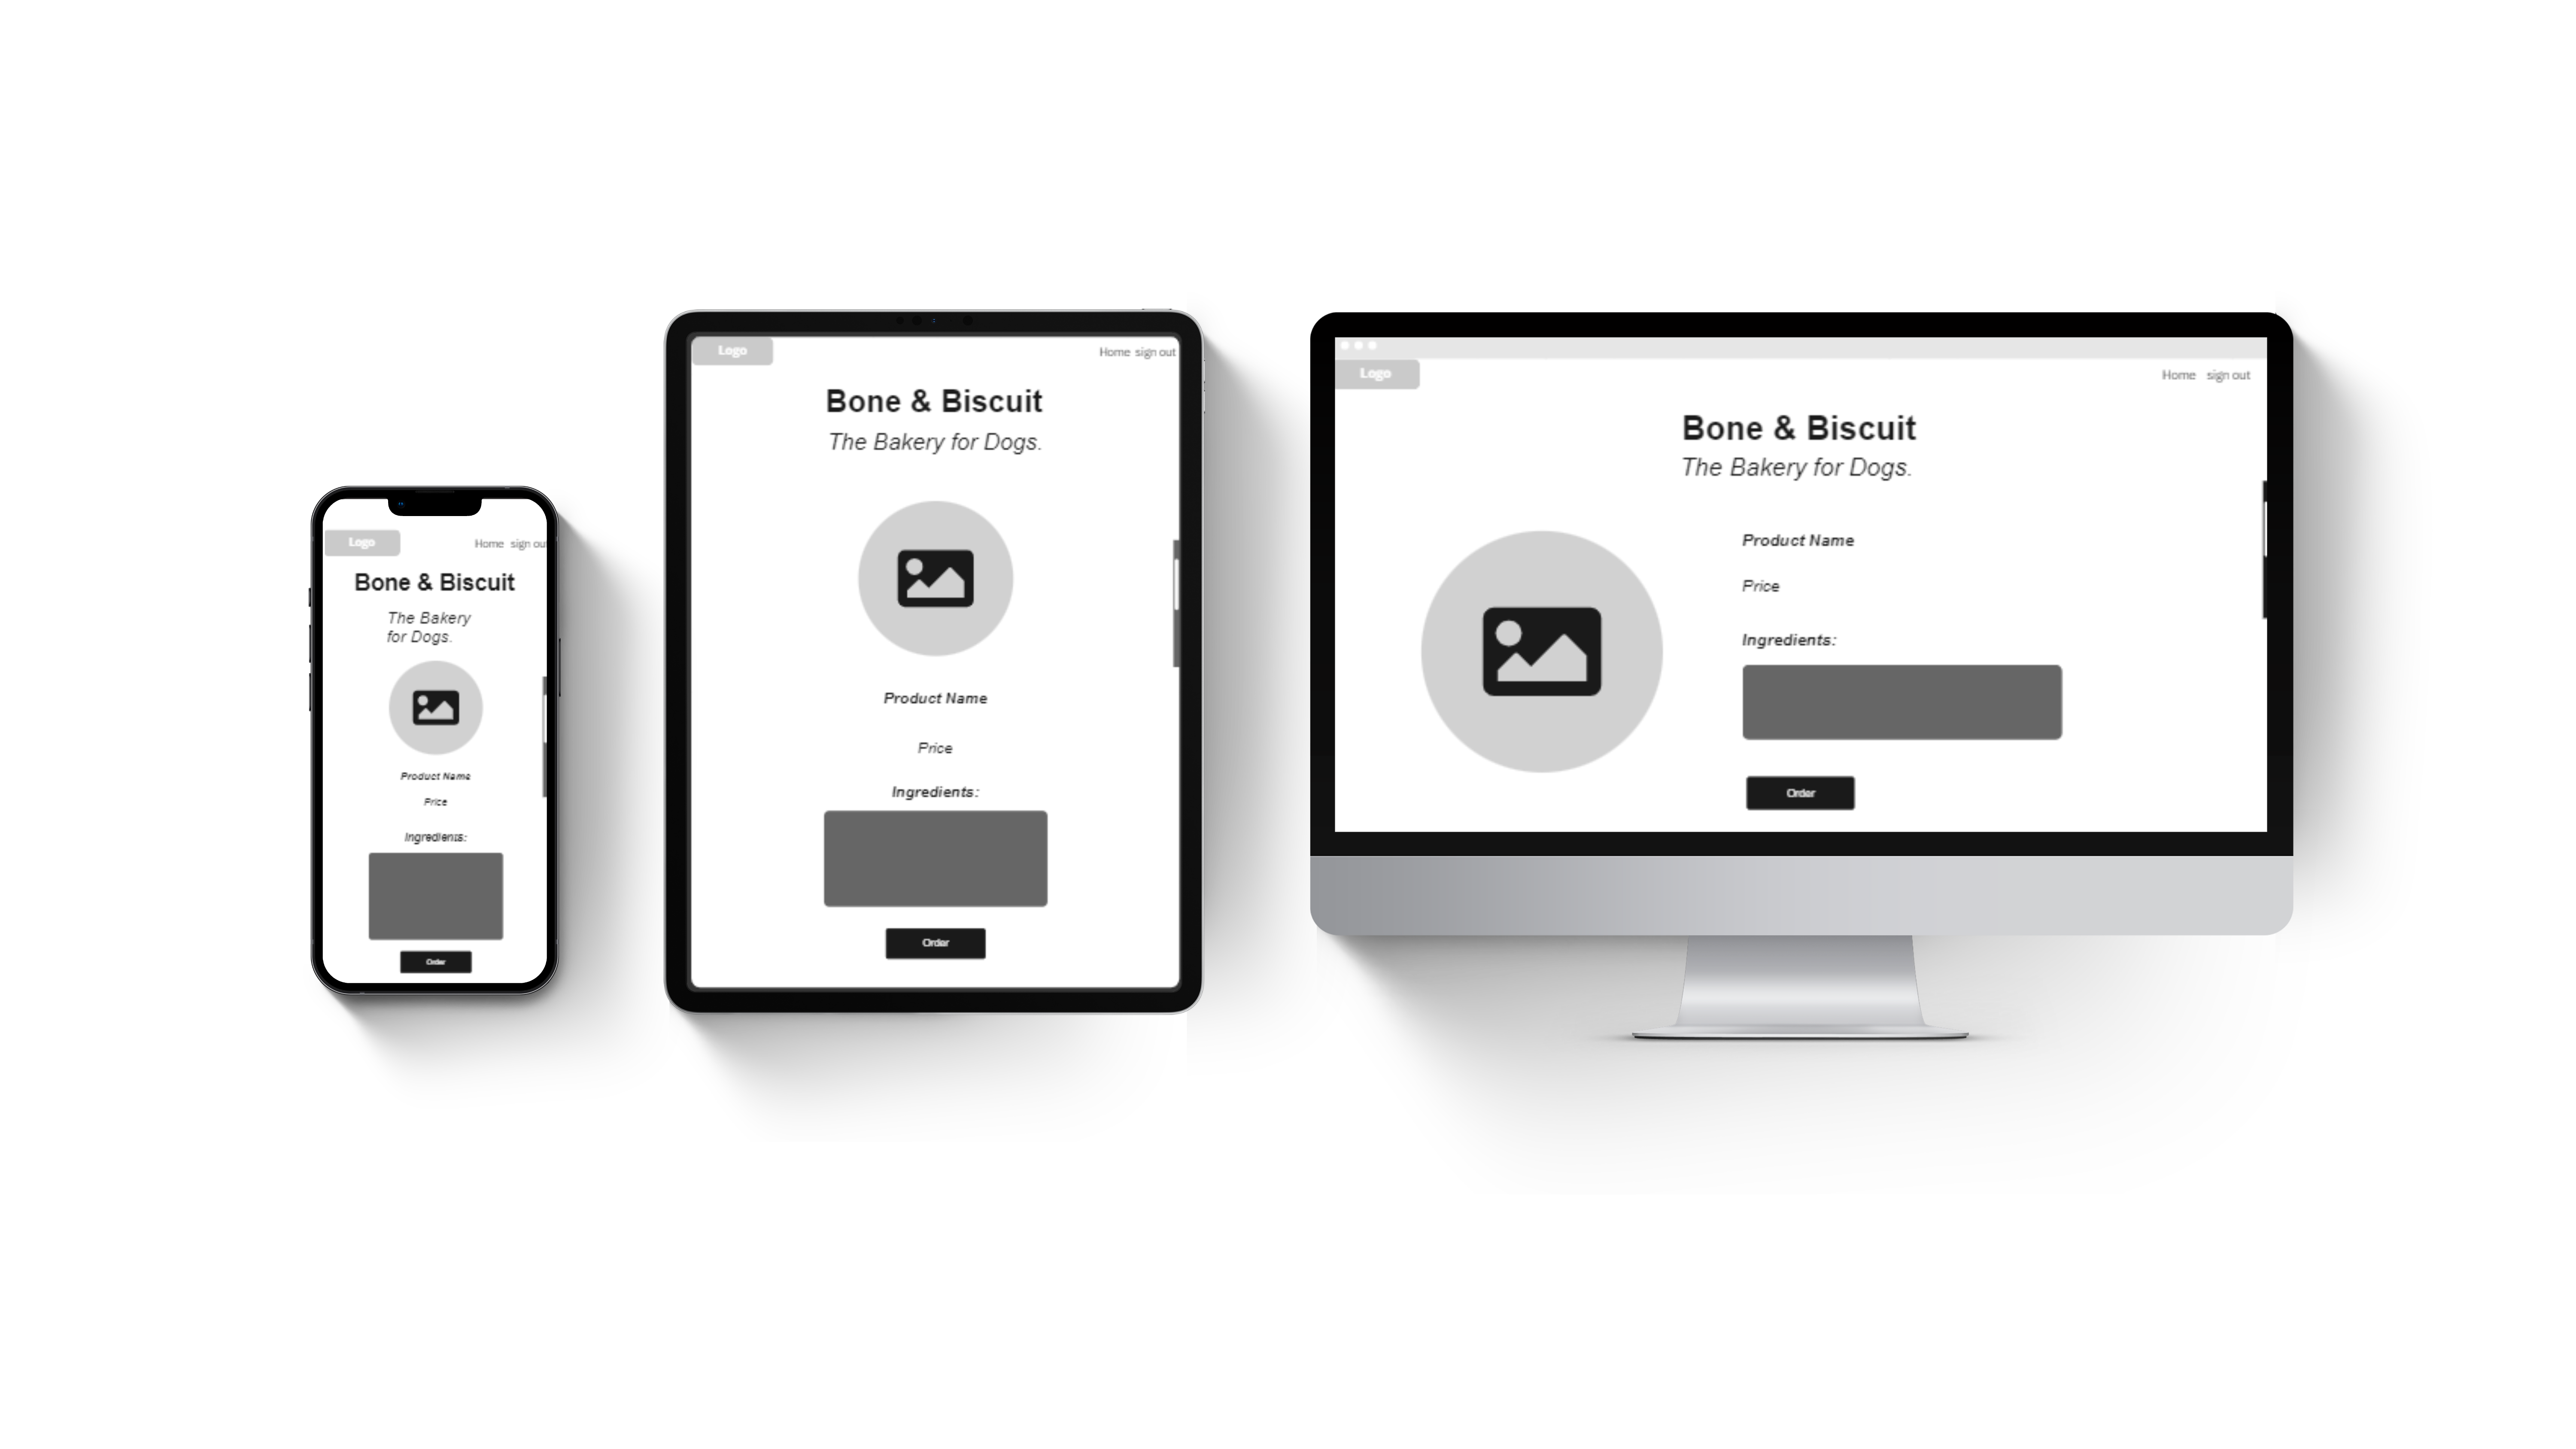 Logo
Home sign out
Bone & Biscuit
The Bakery
for Dogs.
Product Name
Price
Ingredients:
Order
Logo
Home sign out
Bone & Biscuit
The Bakery for Dogs.
Product Name
Price
Ingredients:
Order
Logo
Home sign out
Bone & Biscuit
The Bakery for Dogs.
Product Name
Price
Ingredients:
Order